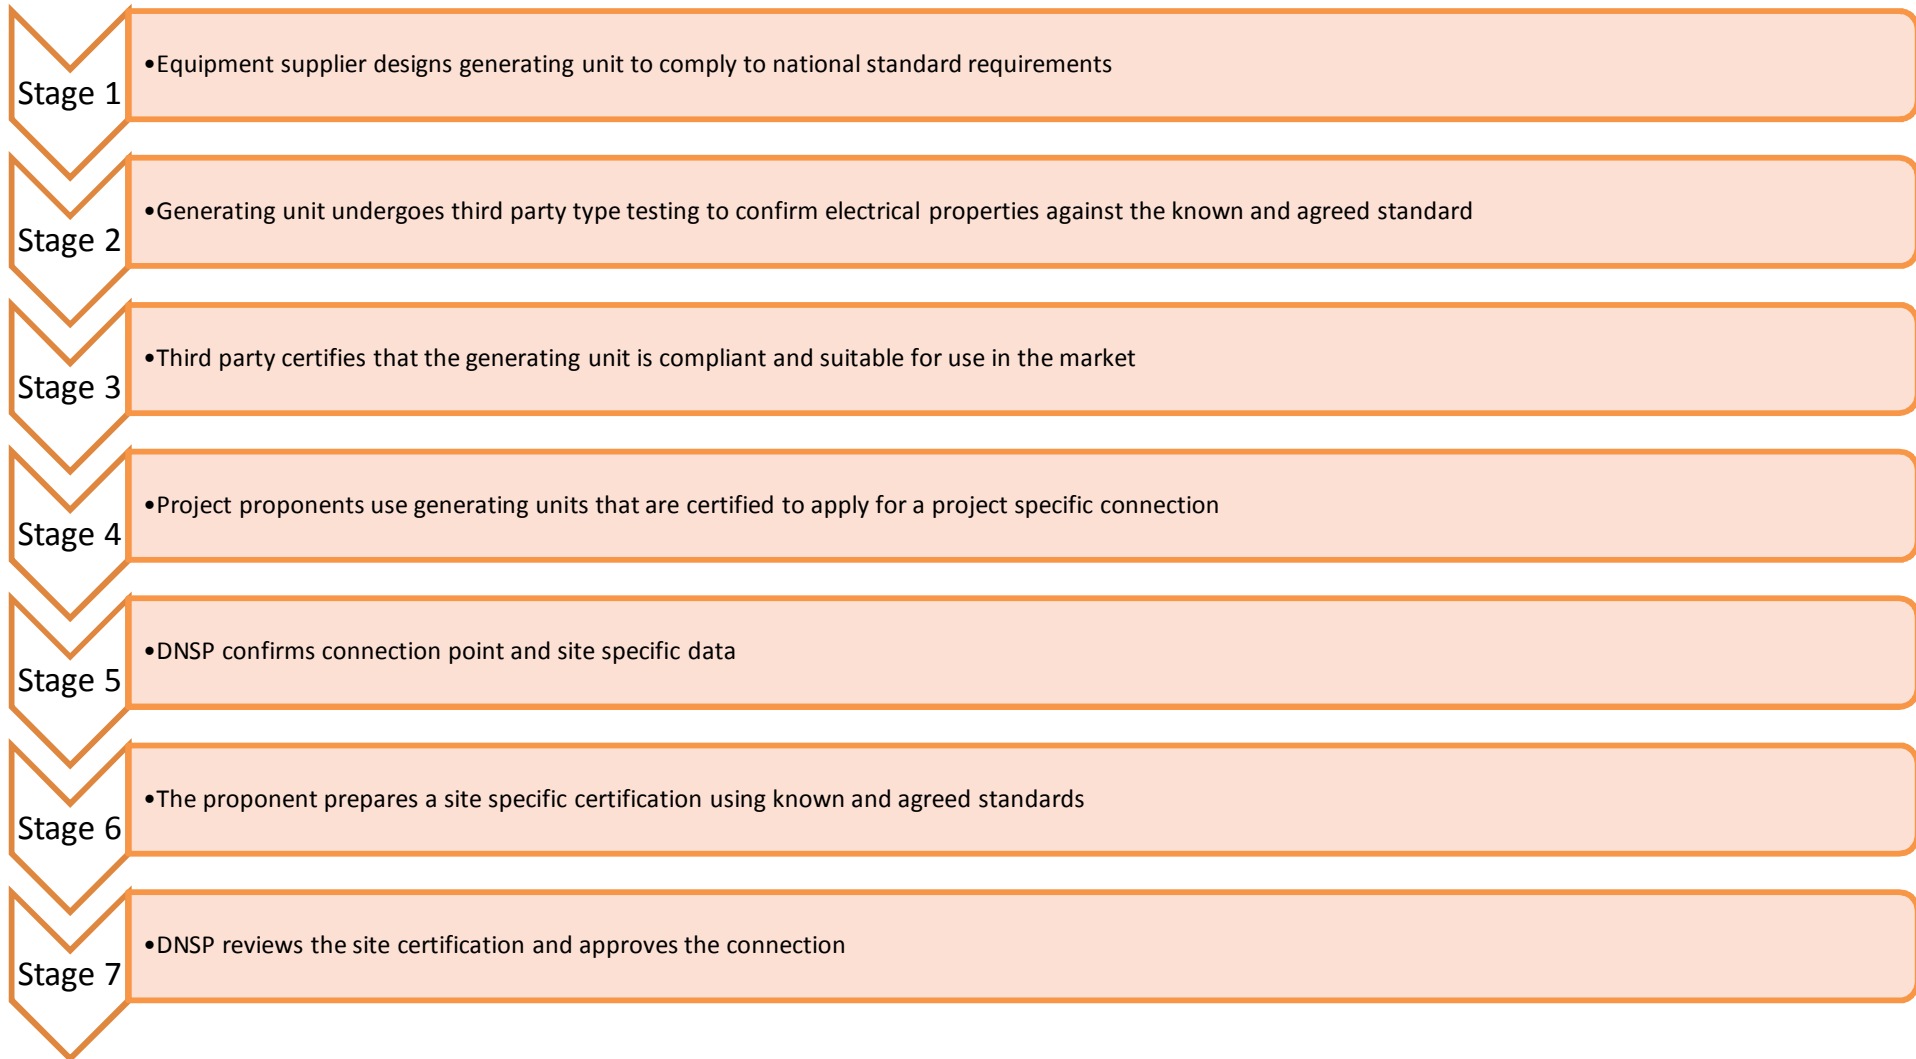 Stage 1
•Equipment supplier designs generating unit to comply to national standard requirements
Stage 2
•Generating unit undergoes third party type testing to confirm electrical properties against the known and agreed standard
Stage 3
•Third party certifies that the generating unit is compliant and suitable for use in the market
Stage 4
•Project proponents use generating units that are certified to apply for a project specific connection
Stage 5
•DNSP confirms connection point and site specific data
Stage 6
•The proponent prepares a site specific certification using known and agreed standards
Stage 7
•DNSP reviews the site certification and approves the connection